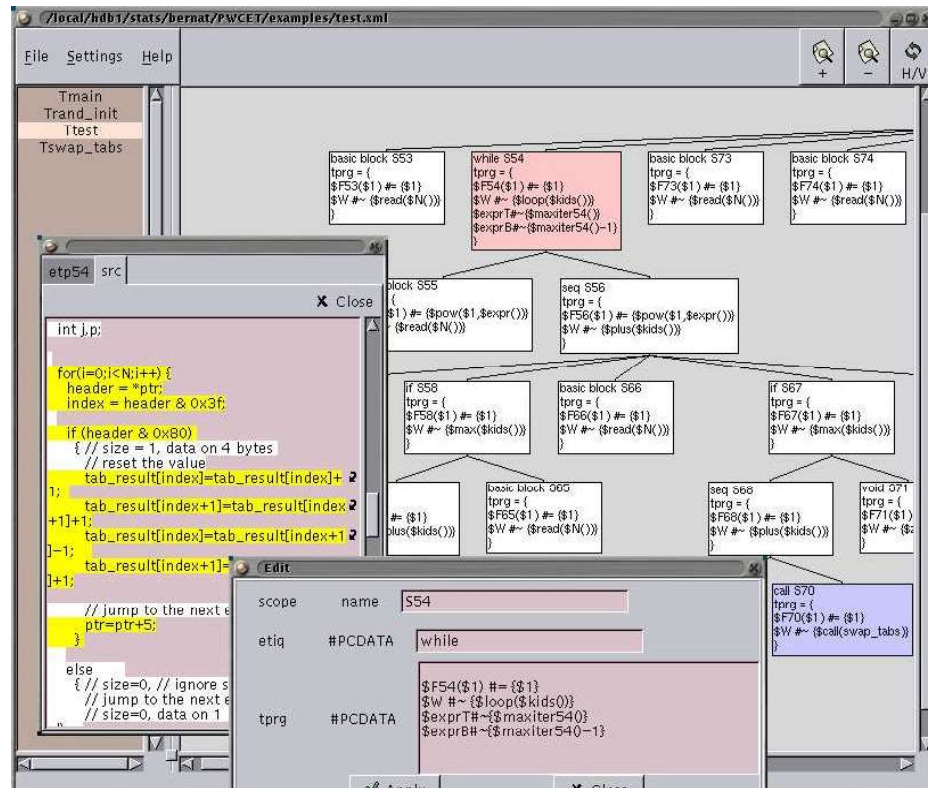 /local/hdb1/stats/bernat/PWCET/examples/test.xml
File Settings Help
+ − H/V
Tmain
Trand_init
Ttest
Tswap_tabs
basic block S53
tprg = {
$F53($1) #= {$1}
$W #~ {$read($N())}
}
while S54
tprg = {
$F54($1) #= {$1}
$W #~ {$loop($kids())}
$exprT#~{$maxiter54()}
$exprB#~{$maxiter54()-1}
}
basic block S73
tprg = {
$F73($1) #= {$1}
$W #~ {$read($N())}
}
basic block S74
tprg = {
$F74($1) #= {$1}
$W #~ {$read($N())}
}
block S55
{
$1) #= {$pow($1,$expr())}
{$read($N())}
seq S56
tprg = {
$F56($1) #= {$pow($1,$expr())}
$W #~ {$plus($kids())}
}
if S58
tprg = {
$F58($1) #= {$1}
$W #~ {$max($kids())}
}
basic block S66
tprg = {
$F66($1) #= {$1}
$W #~ {$read($N())}
}
if S67
tprg = {
$F67($1) #= {$1}
$W #~ {$max($kids())}
}
#= {$1}
plus($kids())}
basic block S65
tprg = {
$F65($1) #= {$1}
$W #~ {$read($N())}
}
seq S68
tprg = {
$F68($1) #= {$1}
$W #~ {$plus($kids())}
}
void S71
tprg = {
$F71($1)
$W #~ {$z
}
call S70
tprg = {
$F70($1) #= {$1}
$W #~ {$call(swap_tabs)}
}
etp54 src
X Close
int j,p;
for(i=0;i<N;i++) {
header = *ptr;
index = header & 0x3f;
if (header & 0x80)
{ // size = 1, data on 4 bytes
// reset the value
tab_result[index]=tab_result[index]+
1;
tab_result[index+1]=tab_result[index
+1]+1;
tab_result[index]=tab_result[index+1
]-1;
tab_result[index+1]=
]+1;
// jump to the next e
ptr=ptr+5;
}
else
{ // size=0, // ignore s
// jump to the next e
// size=0, data on 1
Edit
scope name S54
etiq #PCDATA while
tprg #PCDATA
$F54($1) #= {$1}
$W #~ {$loop($kids())}
$exprT#~{$maxiter54()}
$exprB#~{$maxiter54()-1}
Apply X Close